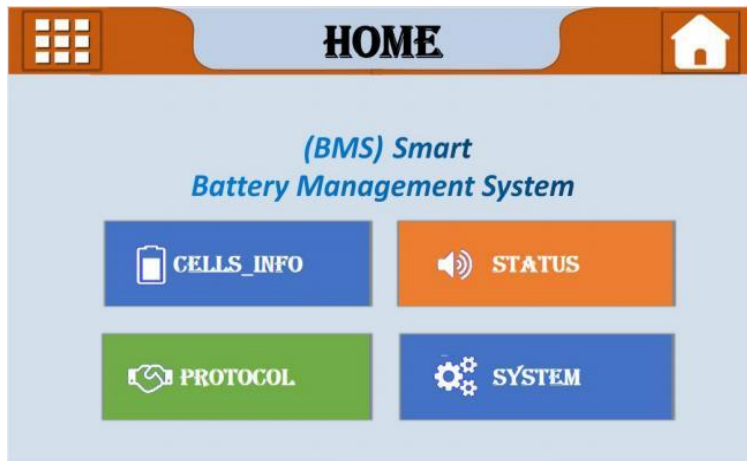 HOME
(BMS) Smart
Battery Management System
CELLS_INFO
STATUS
PROTOCOL
SYSTEM